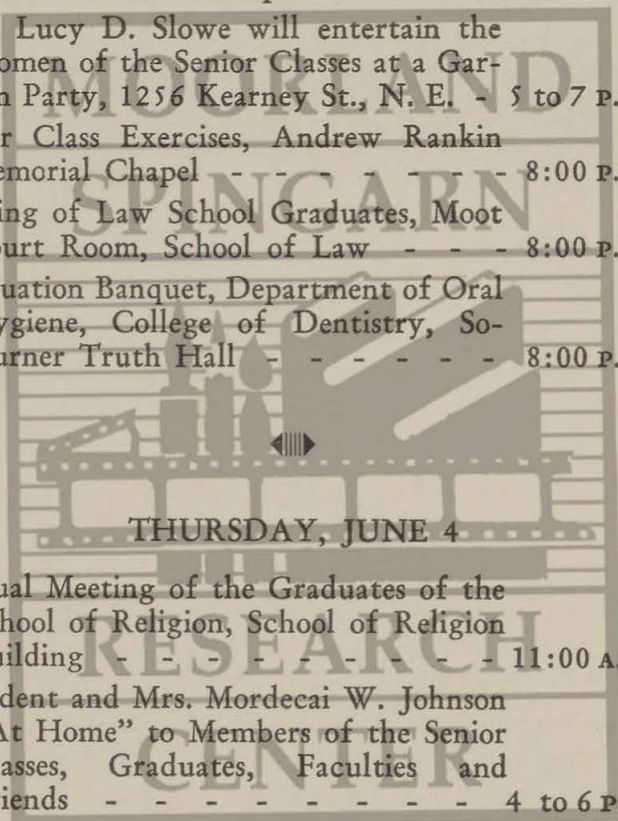 Lucy D. Slowe will entertain the
omen of the Senior Classes at a Gar-
n Party, 1256 Kearney St., N. E. - 5 to 7 P.
r Class Exercises, Andrew Rankin
emorial Chapel - - - - - - - 8:00 P.
ing of Law School Graduates, Moot
urt Room, School of Law - - - 8:00 P.
uation Banquet, Department of Oral
ygiene, College of Dentistry, So-
urner Truth Hall - - - - - - 8:00 P.
THURSDAY, JUNE 4
ual Meeting of the Graduates of the
hool of Religion, School of Religion
uilding - - - - - - - - - - 11:00 A.
dent and Mrs. Mordecai W. Johnson
At Home” to Members of the Senior
asses, Graduates, Faculties and
iends - - - - - - - - 4 to 6 P
MOORLAND
SPINGARN
RESEARCH
CENTER